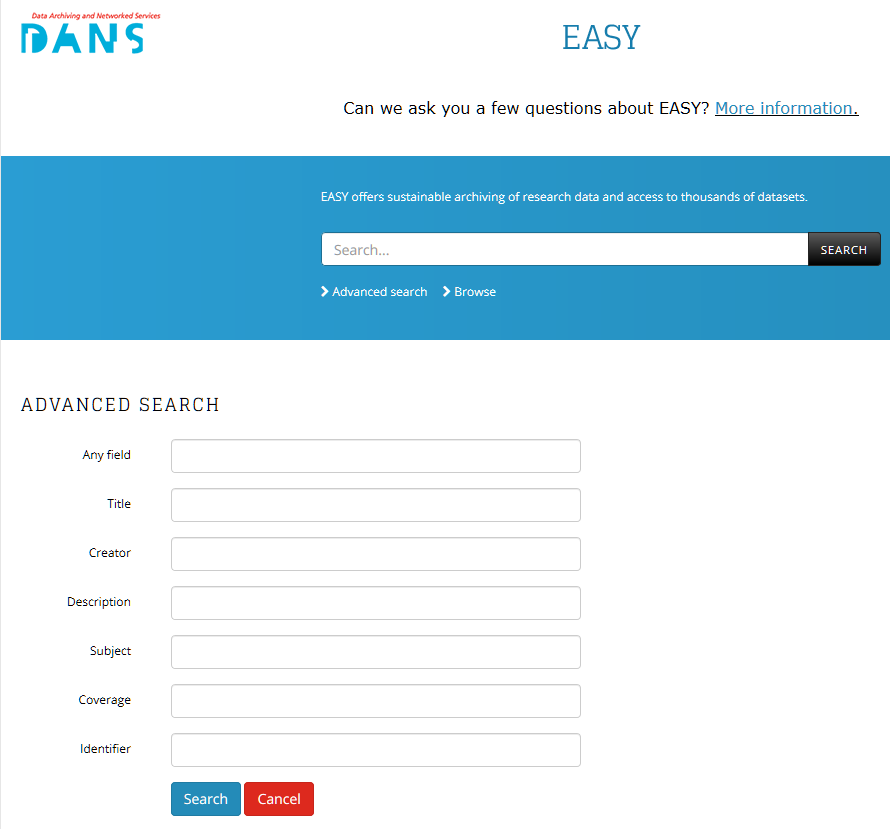 Data Archiving and Networked Services
DANS
EASY
Can we ask you a few questions about EASY? More information.
EASY offers sustainable archiving of research data and access to thousands of datasets.
Search...
SEARCH
Advanced search
Browse
ADVANCED SEARCH
Any field
Title
Creator
Description
Subject
Coverage
Identifier
Search
Cancel